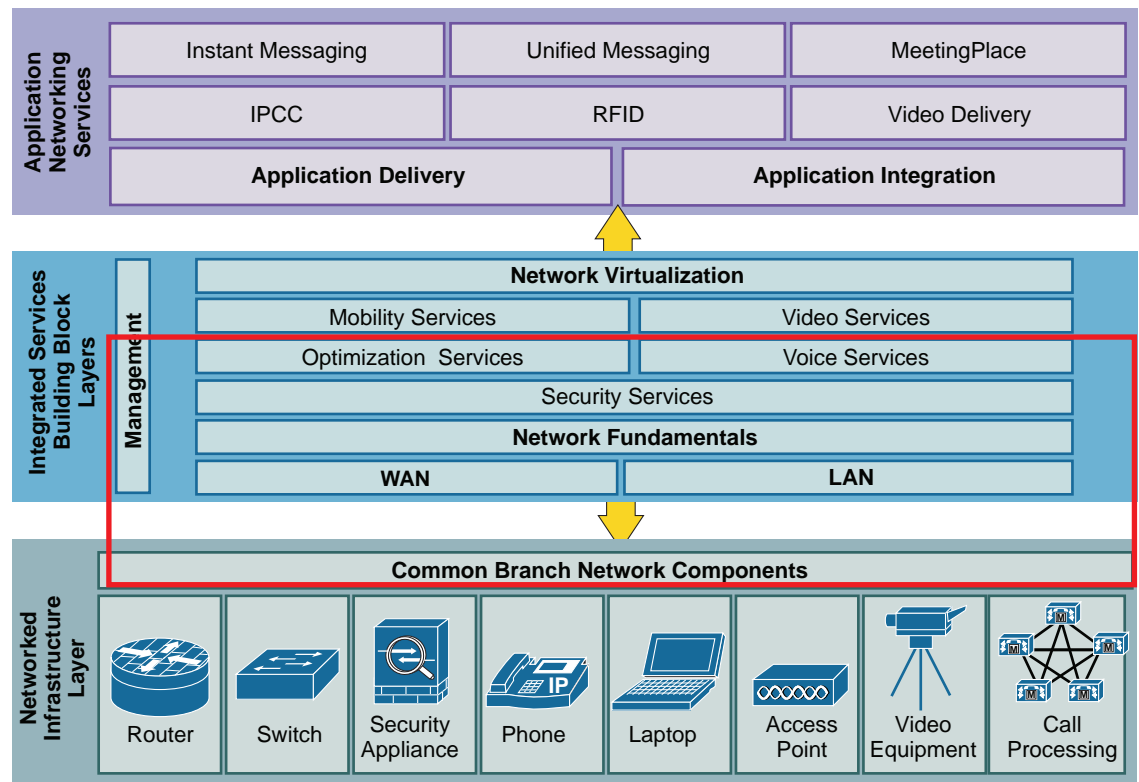 Application
Networking
Services
Instant Messaging
Unified Messaging
MeetingPlace
IPCC
RFID
Video Delivery
Application Delivery
Application Integration
Integrated Services
Building Block
Layers
Management
Network Virtualization
Mobility Services
Video Services
Optimization Services
Voice Services
Security Services
Network Fundamentals
WAN
LAN
Networked
Infrastructure
Layer
Common Branch Network Components
IP
M
M
M
M
M
Router
Switch
Security
Appliance
Phone
Laptop
Access
Point
Video
Equipment
Call
Processing